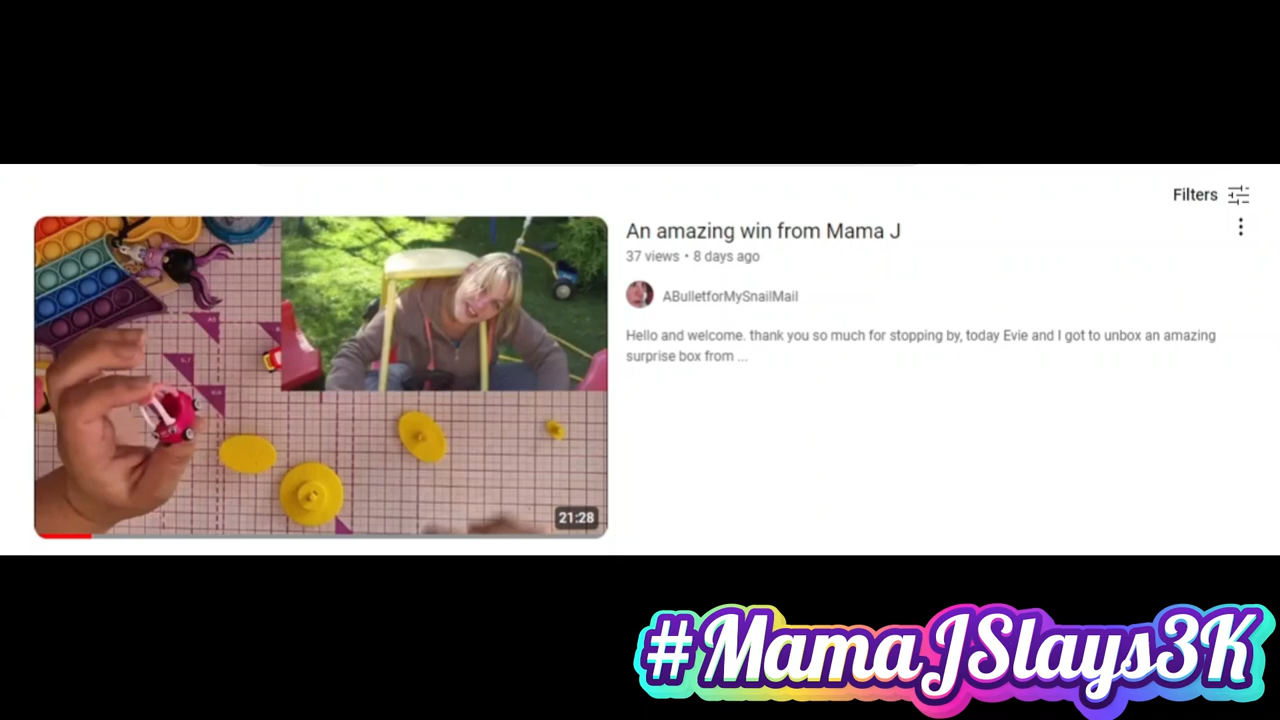 Filters
An amazing win from Mama J
37 views • 8 days ago
ABulletforMySnailMail
Hello and welcome. thank you so much for stopping by, today Evie and I got to unbox an amazing
surprise box from ...
21:28
#MamaJSlays3K